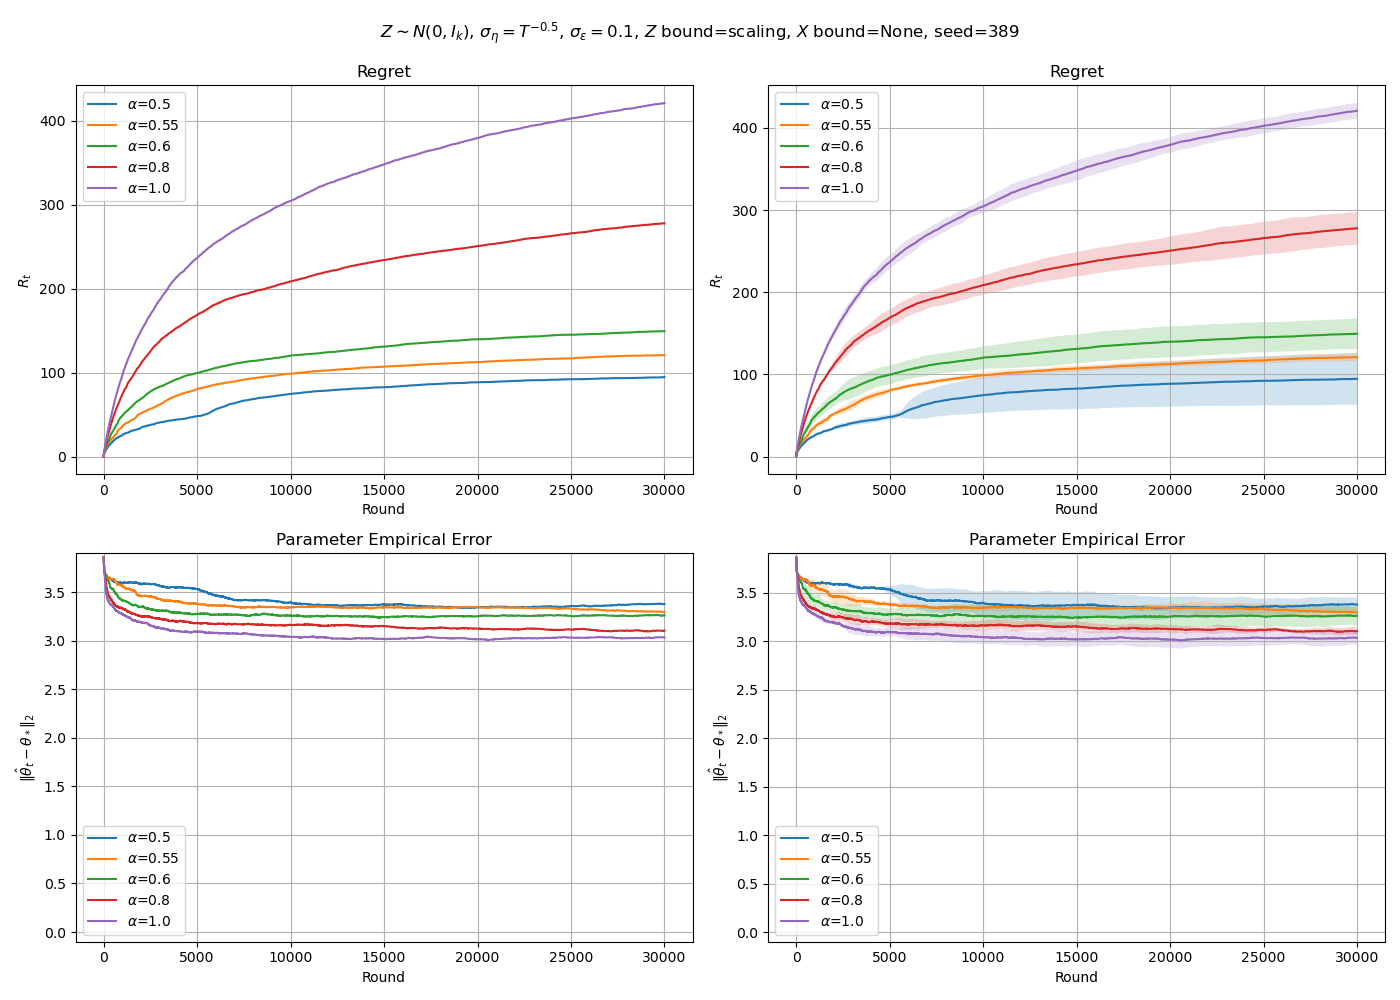 Z ~ N(0, I_k), σ_η = T^{−0.5}, σ_ε = 0.1, Z bound=scaling, X bound=None, seed=389
Regret
α=0.5
α=0.55
α=0.6
α=0.8
α=1.0
400
300
200
100
0
R_t
0 5000 10000 15000 20000 25000 30000
Round
Regret
α=0.5
α=0.55
α=0.6
α=0.8
α=1.0
400
300
200
100
0
R_t
0 5000 10000 15000 20000 25000 30000
Round
Parameter Empirical Error
3.5
3.0
2.5
2.0
1.5
1.0
0.5
0.0
‖θ̂_t − θ_*‖_2
α=0.5
α=0.55
α=0.6
α=0.8
α=1.0
0 5000 10000 15000 20000 25000 30000
Round
Parameter Empirical Error
3.5
3.0
2.5
2.0
1.5
1.0
0.5
0.0
‖θ̂_t − θ_*‖_2
α=0.5
α=0.55
α=0.6
α=0.8
α=1.0
0 5000 10000 15000 20000 25000 30000
Round